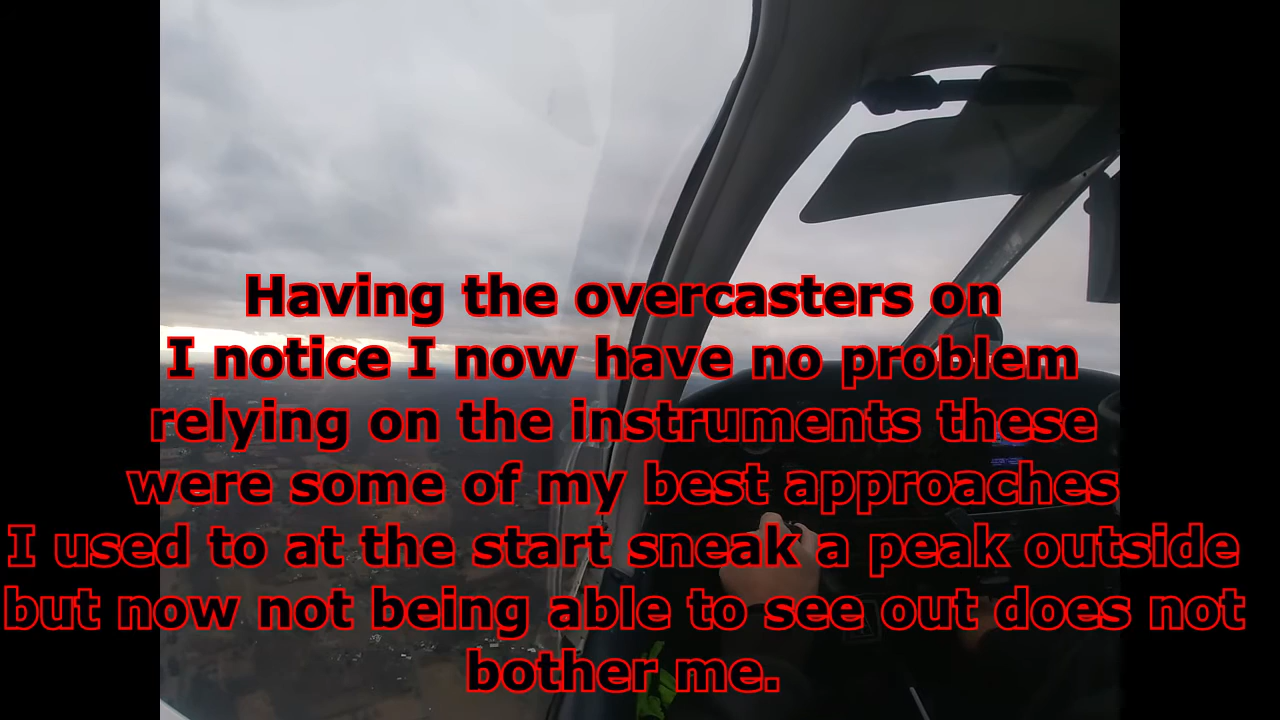 Having the overcasters on
I notice I now have no problem
relying on the instruments these
were some of my best approaches
I used to at the start sneak a peak outside
but now not being able to see out does not
bother me.